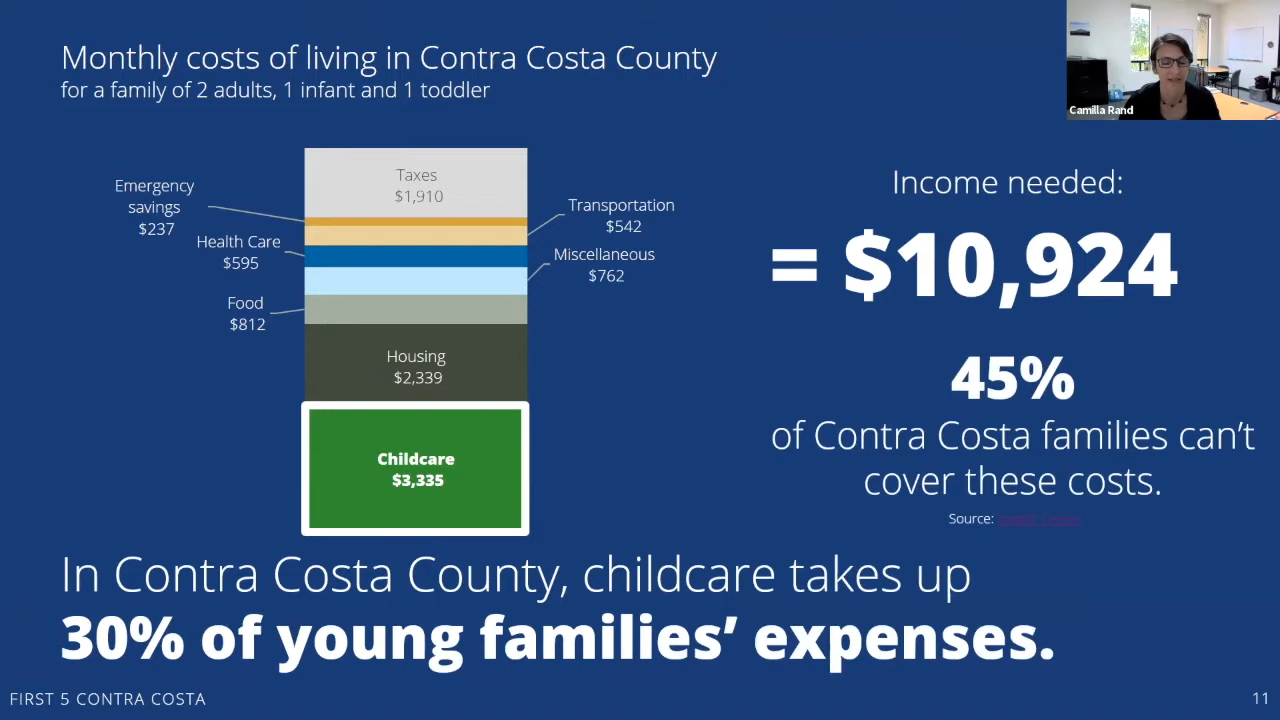 Monthly costs of living in Contra Costa County
for a family of 2 adults, 1 infant and 1 toddler
Camilla Rand
Taxes
$1,910
Emergency
savings
$237
Transportation
$542
Health Care
$595
Miscellaneous
$762
Food
$812
Housing
$2,339
Childcare
$3,335
Income needed:
= $10,924
45%
of Contra Costa families can’t
cover these costs.
Source:
In Contra Costa County, childcare takes up
30% of young families’ expenses.
FIRST 5 CONTRA COSTA
11